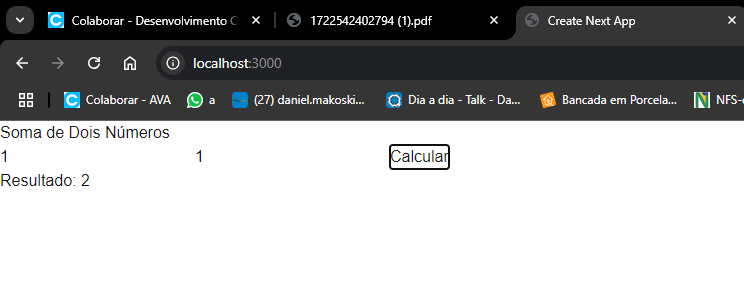 Colaborar - Desenvolvimento C
1722542402794 (1).pdf
Create Next App
localhost:3000
Colaborar - AVA
a
(27) daniel.makoski...
Dia a dia - Talk - Da...
Bancada em Porcela...
NFS-e
Soma de Dois Números
1 1 Calcular
Resultado: 2